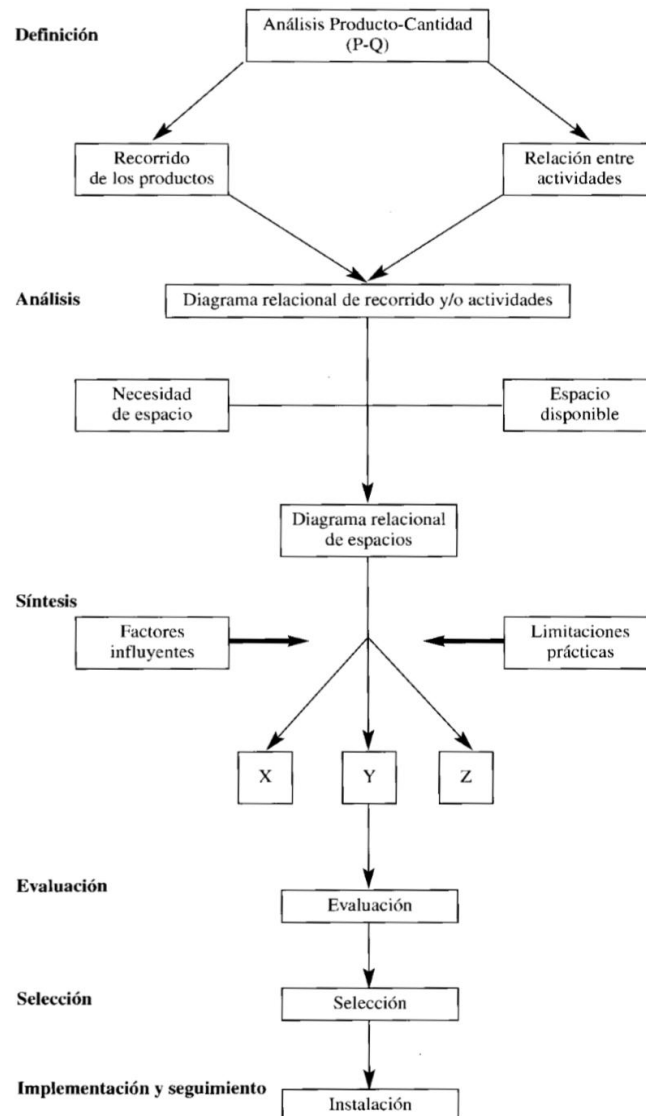 Definición
Análisis Producto-Cantidad
(P-Q)
Recorrido
de los productos
Relación entre
actividades
Análisis
Diagrama relacional de recorrido y/o actividades
Necesidad
de espacio
Espacio
disponible
Diagrama relacional
de espacios
Síntesis
Factores
influyentes
Limitaciones
prácticas
X
Y
Z
Evaluación
Evaluación
Selección
Selección
Implementación y seguimiento
Instalación